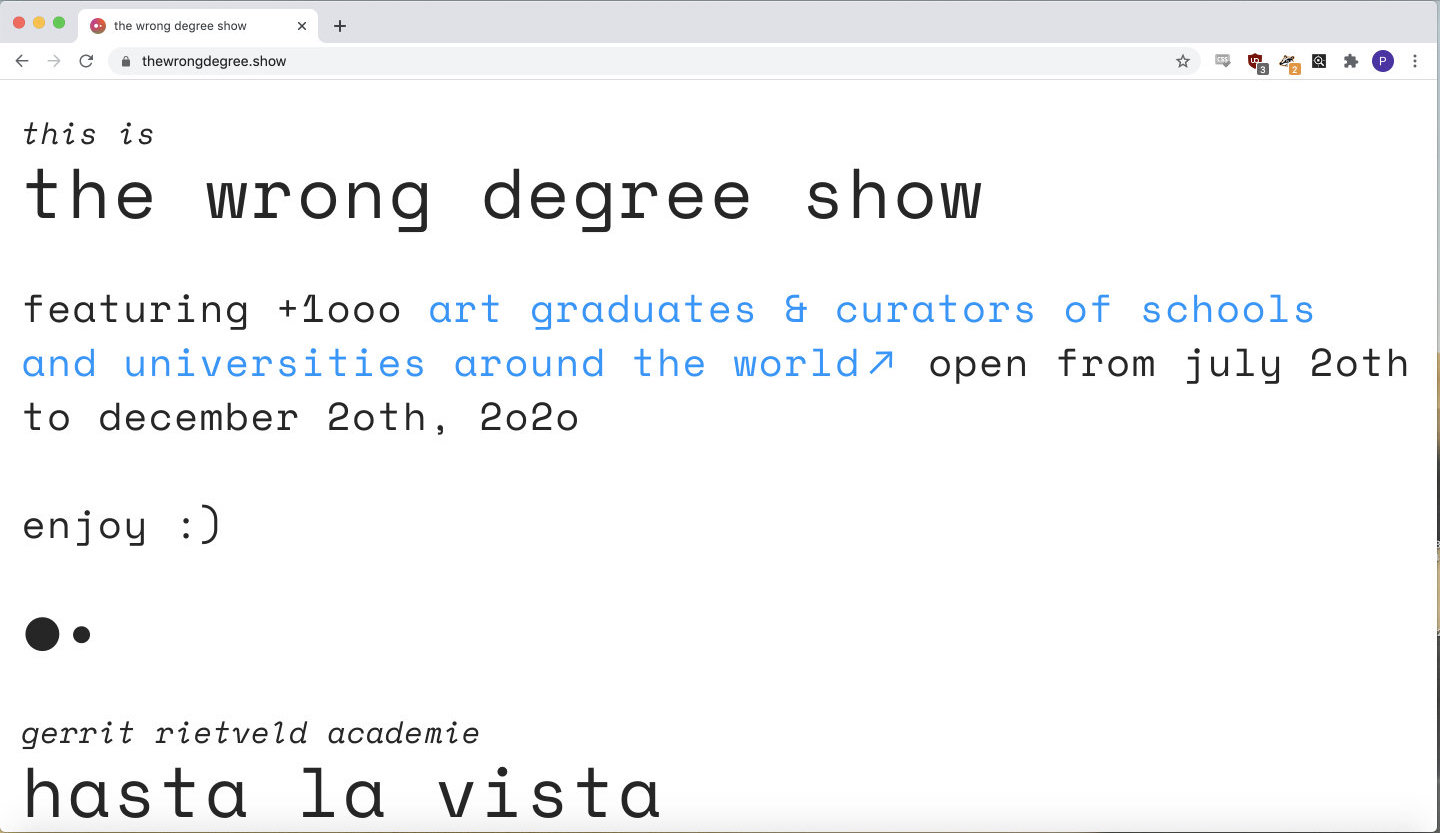 the wrong degree show
thewrongdegree.show
3
2
P
this is
the wrong degree show
featuring +1ooo art graduates & curators of schools
and universities around the world↗ open from july 2oth
to december 2oth, 2o2o
enjoy :)
gerrit rietveld academie
hasta la vista